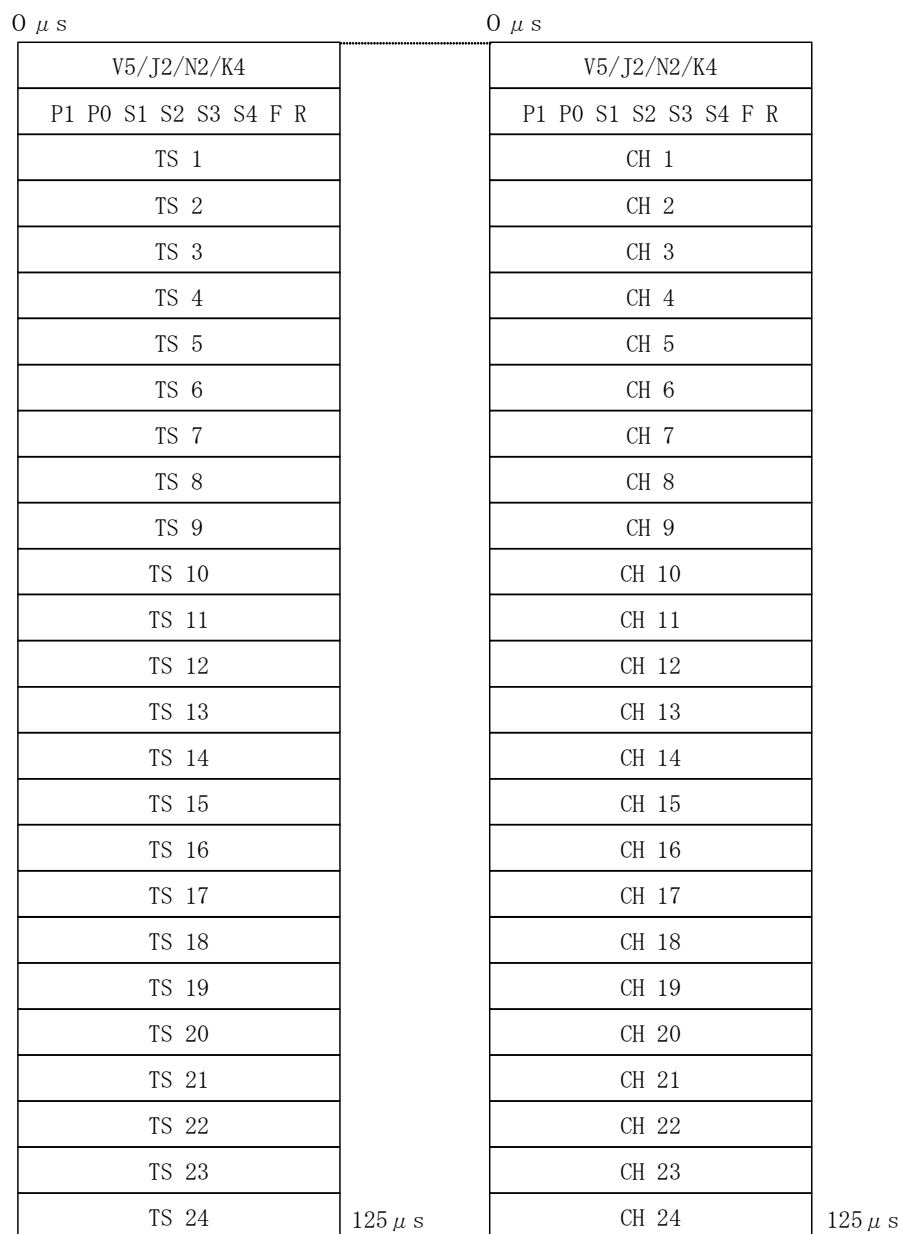 0 μs
V5/J2/N2/K4
P1 P0 S1 S2 S3 S4 F R
TS 1
TS 2
TS 3
TS 4
TS 5
TS 6
TS 7
TS 8
TS 9
TS 10
TS 11
TS 12
TS 13
TS 14
TS 15
TS 16
TS 17
TS 18
TS 19
TS 20
TS 21
TS 22
TS 23
TS 24
125μs
0 μs
V5/J2/N2/K4
P1 P0 S1 S2 S3 S4 F R
CH 1
CH 2
CH 3
CH 4
CH 5
CH 6
CH 7
CH 8
CH 9
CH 10
CH 11
CH 12
CH 13
CH 14
CH 15
CH 16
CH 17
CH 18
CH 19
CH 20
CH 21
CH 22
CH 23
CH 24
125μs